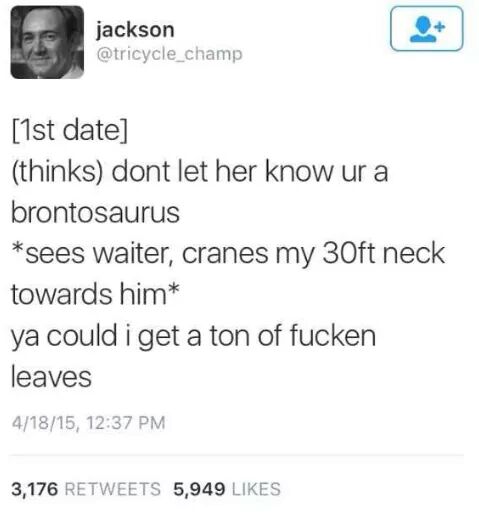 jackson
@tricycle_champ
[1st date]
(thinks) dont let her know ur a
brontosaurus
*sees waiter, cranes my 30ft neck
towards him*
ya could i get a ton of fucken
leaves
4/18/15, 12:37 PM
3,176 RETWEETS 5,949 LIKES